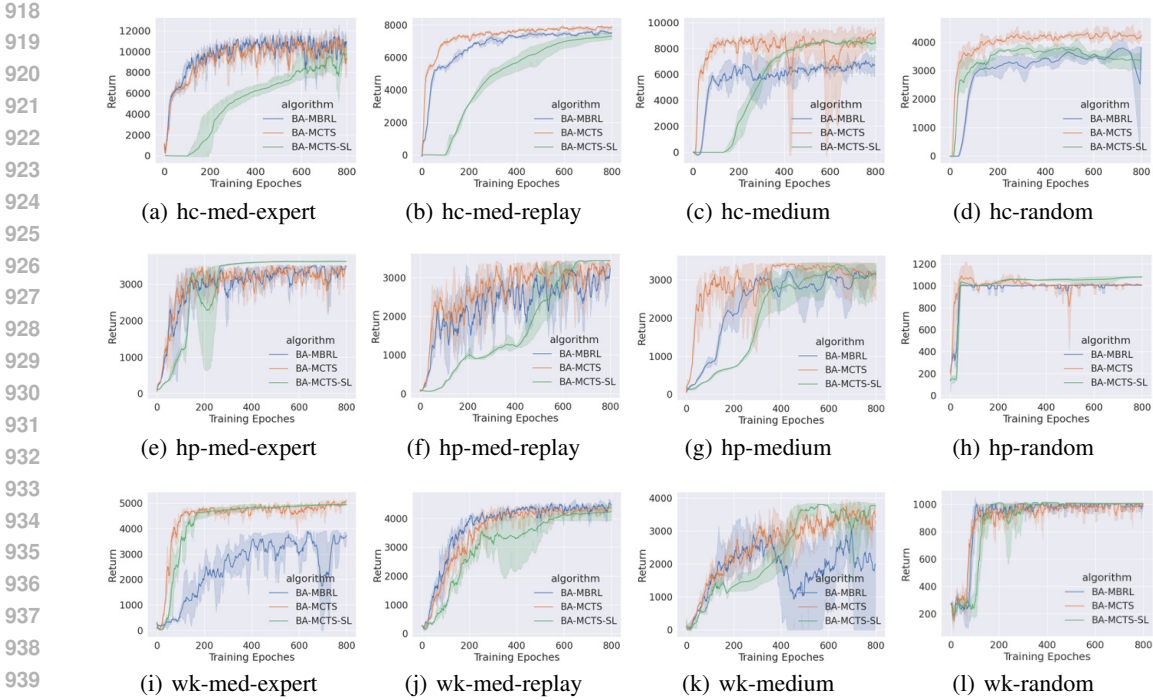 918
919
920
921
922
923
924
925
926
927
928
929
930
931
932
933
934
935
936
937
938
939
12000
10000
8000
6000
4000
2000
0
Return
200 400 600 800
Training Epoches
algorithm
BA-MBRL
BA-MCTS
BA-MCTS-SL
(a) hc-med-expert
8000
6000
4000
2000
0
Return
0 200 400 600 800
Training Epoches
algorithm
BA-MBRL
BA-MCTS
BA-MCTS-SL
(b) hc-med-replay
10000
8000
6000
4000
2000
0
Return
0 200 400 600 800
Training Epoches
algorithm
BA-MBRL
BA-MCTS
BA-MCTS-SL
(c) hc-medium
4000
3000
2000
1000
0
Return
0 200 400 600 800
Training Epoches
algorithm
BA-MBRL
BA-MCTS
BA-MCTS-SL
(d) hc-random
3000
2000
1000
0
Return
0 200 400 600 800
Training Epoches
algorithm
BA-MBRL
BA-MCTS
BA-MCTS-SL
(e) hp-med-expert
3000
2000
1000
0
Return
0 200 400 600 800
Training Epoches
algorithm
BA-MBRL
BA-MCTS
BA-MCTS-SL
(f) hp-med-replay
3000
2000
1000
0
Return
0 200 400 600 800
Training Epoches
algorithm
BA-MBRL
BA-MCTS
BA-MCTS-SL
(g) hp-medium
1200
1000
800
600
400
200
0
Return
0 200 400 600 800
Training Epoches
algorithm
BA-MBRL
BA-MCTS
BA-MCTS-SL
(h) hp-random
5000
4000
3000
2000
1000
0
Return
0 200 400 600 800
Training Epoches
algorithm
BA-MBRL
BA-MCTS
BA-MCTS-SL
(i) wk-med-expert
4000
3000
2000
1000
0
Return
0 200 400 600 800
Training Epoches
algorithm
BA-MBRL
BA-MCTS
BA-MCTS-SL
(j) wk-med-replay
4000
3000
2000
1000
0
Return
0 200 400 600 800
Training Epoches
algorithm
BA-MBRL
BA-MCTS
BA-MCTS-SL
(k) wk-medium
1000
800
600
400
200
Return
0 200 400 600 800
Training Epoches
algorithm
BA-MBRL
BA-MCTS
BA-MCTS-SL
(l) wk-random